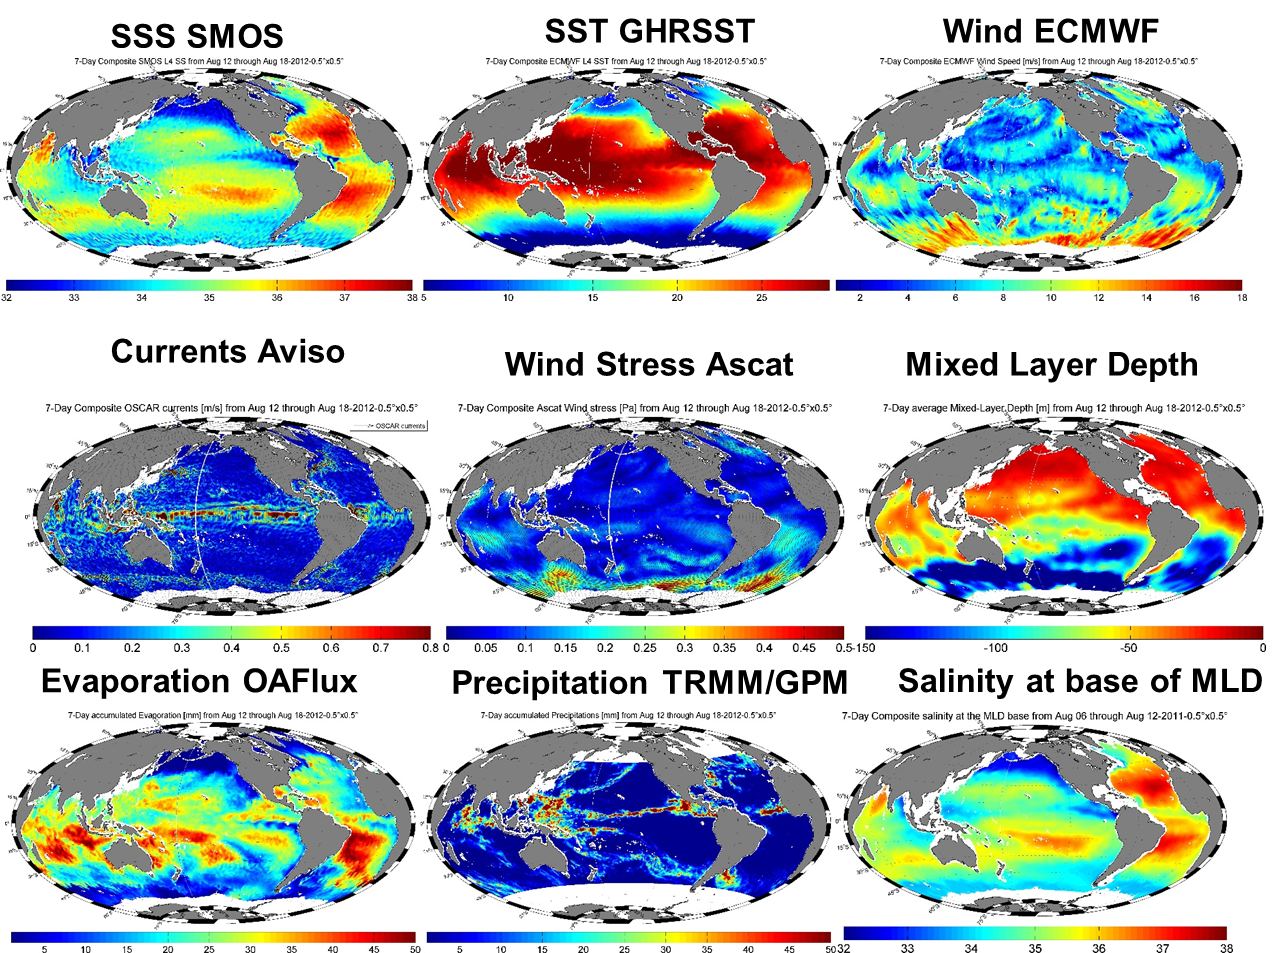 SSS SMOS
SST GHRSST
Wind ECMWF
7-Day Composite SMOS L4 SS from Aug 12 through Aug 18-2012-0.5°x0.5°
7-Day Composite ECMWF L4 SST from Aug 12 through Aug 18-2012-0.5°x0.5°
7-Day Composite ECMWF Wind Speed [m/s] from Aug 12 through Aug 18-2012-0.5°x0.5°
32 33 34 35 36 37 38
5 10 15 20 25
2 4 6 8 10 12 14 16 18
Currents Aviso
Wind Stress Ascat
Mixed Layer Depth
7-Day Composite OSCAR currents [m/s] from Aug 12 through Aug 18-2012-0.5°x0.5°
7-Day Composite Ascat Wind stress [Pa] from Aug 12 through Aug 18-2012-0.5°x0.5°
7-Day average Mixed-Layer Depth [m] from Aug 12 through Aug 18-2012-0.5°x0.5°
OSCAR currents
0 0.1 0.2 0.3 0.4 0.5 0.6 0.7 0.8
0 0.05 0.1 0.15 0.2 0.25 0.3 0.35 0.4 0.45 0.5
-150 -100 -50 0
Evaporation OAFlux
Precipitation TRMM/GPM
Salinity at base of MLD
7-Day accumulated Evaporation [mm] from Aug 12 through Aug 18-2012-0.5°x0.5°
7-Day accumulated Precipitations [mm] from Aug 12 through Aug 18-2012-0.5°x0.5°
7-Day Composite salinity at the MLD base from Aug 06 through Aug 12-2011-0.5°x0.5°
5 10 15 20 25 30 35 40 45 50
5 10 15 20 25 30 35 40 45 50
32 33 34 35 36 37 38